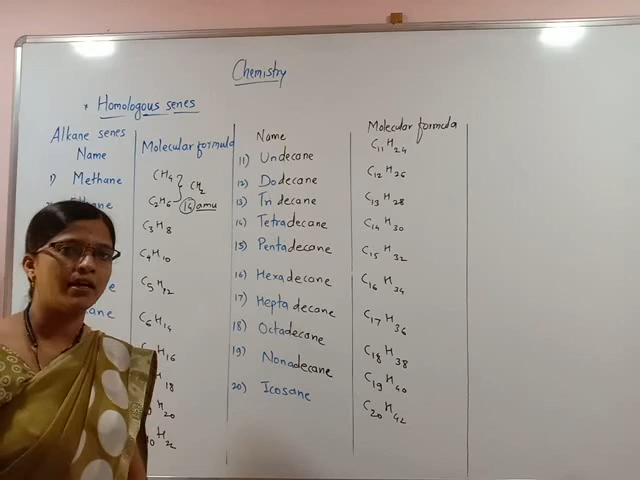 Chemistry
* Homologous series
Alkane series
Name
Molecular formula
1) Methane CH4
CH2
C2H6 14 amu
C3H8
C4H10
C5H12
C6H14
H16
H18
H20
H22
Name
Molecular formula
11) Undecane C11H24
12) Dodecane C12H26
13) Tridecane C13H28
14) Tetradecane C14H30
15) Pentadecane C15H32
16) Hexadecane C16H34
17) Heptadecane C17H36
18) Octadecane C18H38
19) Nonadecane C19H40
20) Icosane C20H42